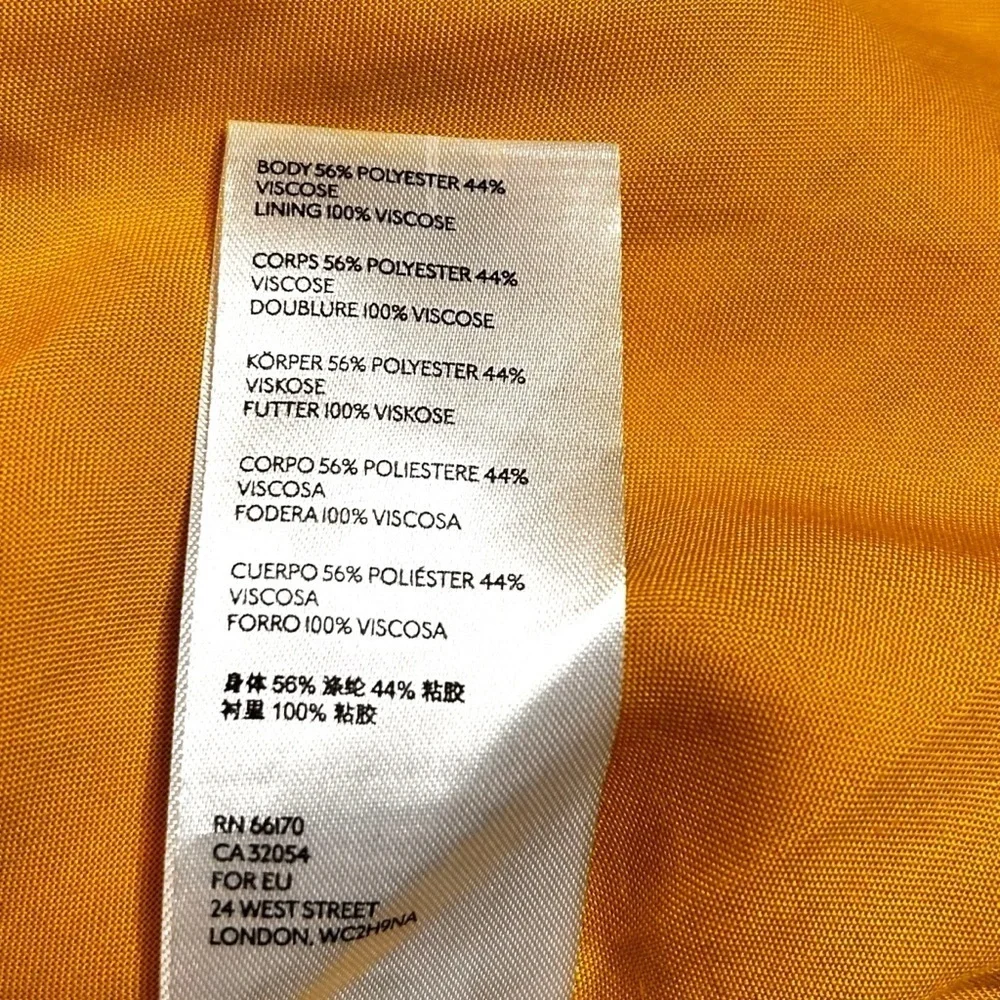 BODY 56% POLYESTER 44%
VISCOSE
LINING 100% VISCOSE
CORPS 56% POLYESTER 44%
VISCOSE
DOUBLURE 100% VISCOSE
KÖRPER 56% POLYESTER 44%
VISKOSE
FUTTER 100% VISKOSE
CORPO 56% POLIESTERE 44%
VISCOSA
FODERA 100% VISCOSA
CUERPO 56% POLIÉSTER 44%
VISCOSA
FORRO 100% VISCOSA
身体 56% 涤纶 44% 粘胶
衬里 100% 粘胶
RN 66170
CA 32054
FOR EU
24 WEST STREET
LONDON, WC2H9NA